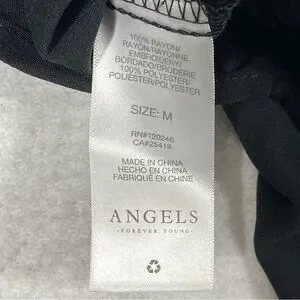 100% RAYON/
RAYON/RAYONNE
EMBROIDERY/
BORDADO/BRODERIE
100% POLYESTER/
POLIÉSTER/POLYESTER
SIZE: M
RN#120246
CA#25419
MADE IN CHINA
HECHO EN CHINA
FABRIQUÉ EN CHINE
ANGELS
-FOREVER YOUNG-